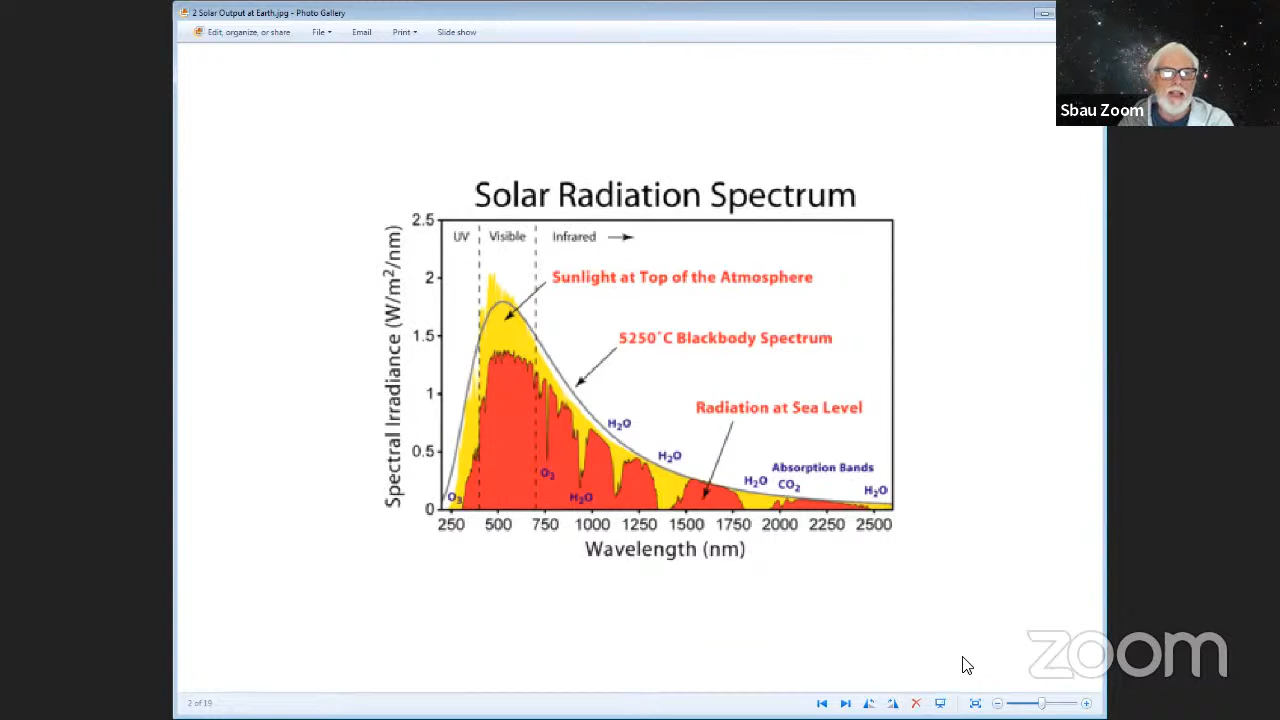 2 Solar Output at Earth.jpg - Photo Gallery
Edit, organize, or share File Email Print Slide show
Sbau Zoom
Solar Radiation Spectrum
UV Visible Infrared
Sunlight at Top of the Atmosphere
5250°C Blackbody Spectrum
Radiation at Sea Level
H2O
H2O
Absorption Bands
H2O CO2 H2O
O2
O3 H2O
Spectral Irradiance (W/m²/nm)
2.5
2
1.5
1
0.5
0
250 500 750 1000 1250 1500 1750 2000 2250 2500
Wavelength (nm)
zoom
2 of 19